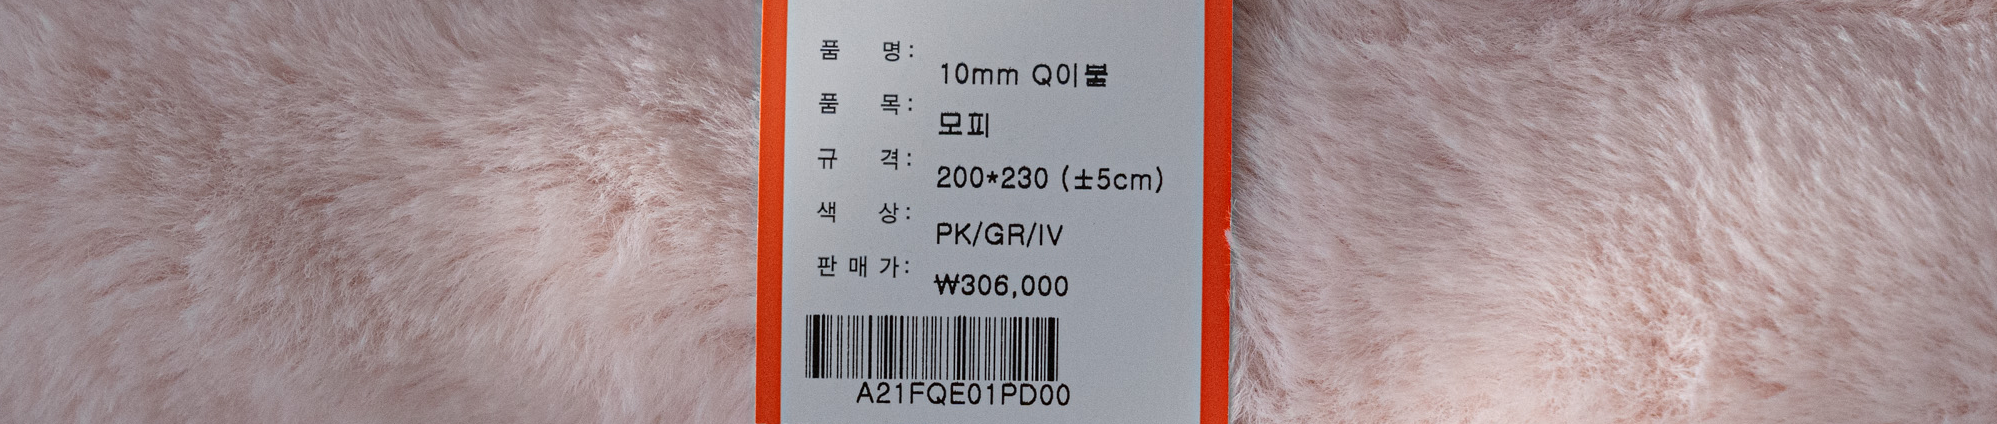 품 명:
10mm Q이불
품 목:
모피
규 격:
200*230 (±5cm)
색 상:
PK/GR/IV
판 매 가:
₩306,000
A21FQE01PD00